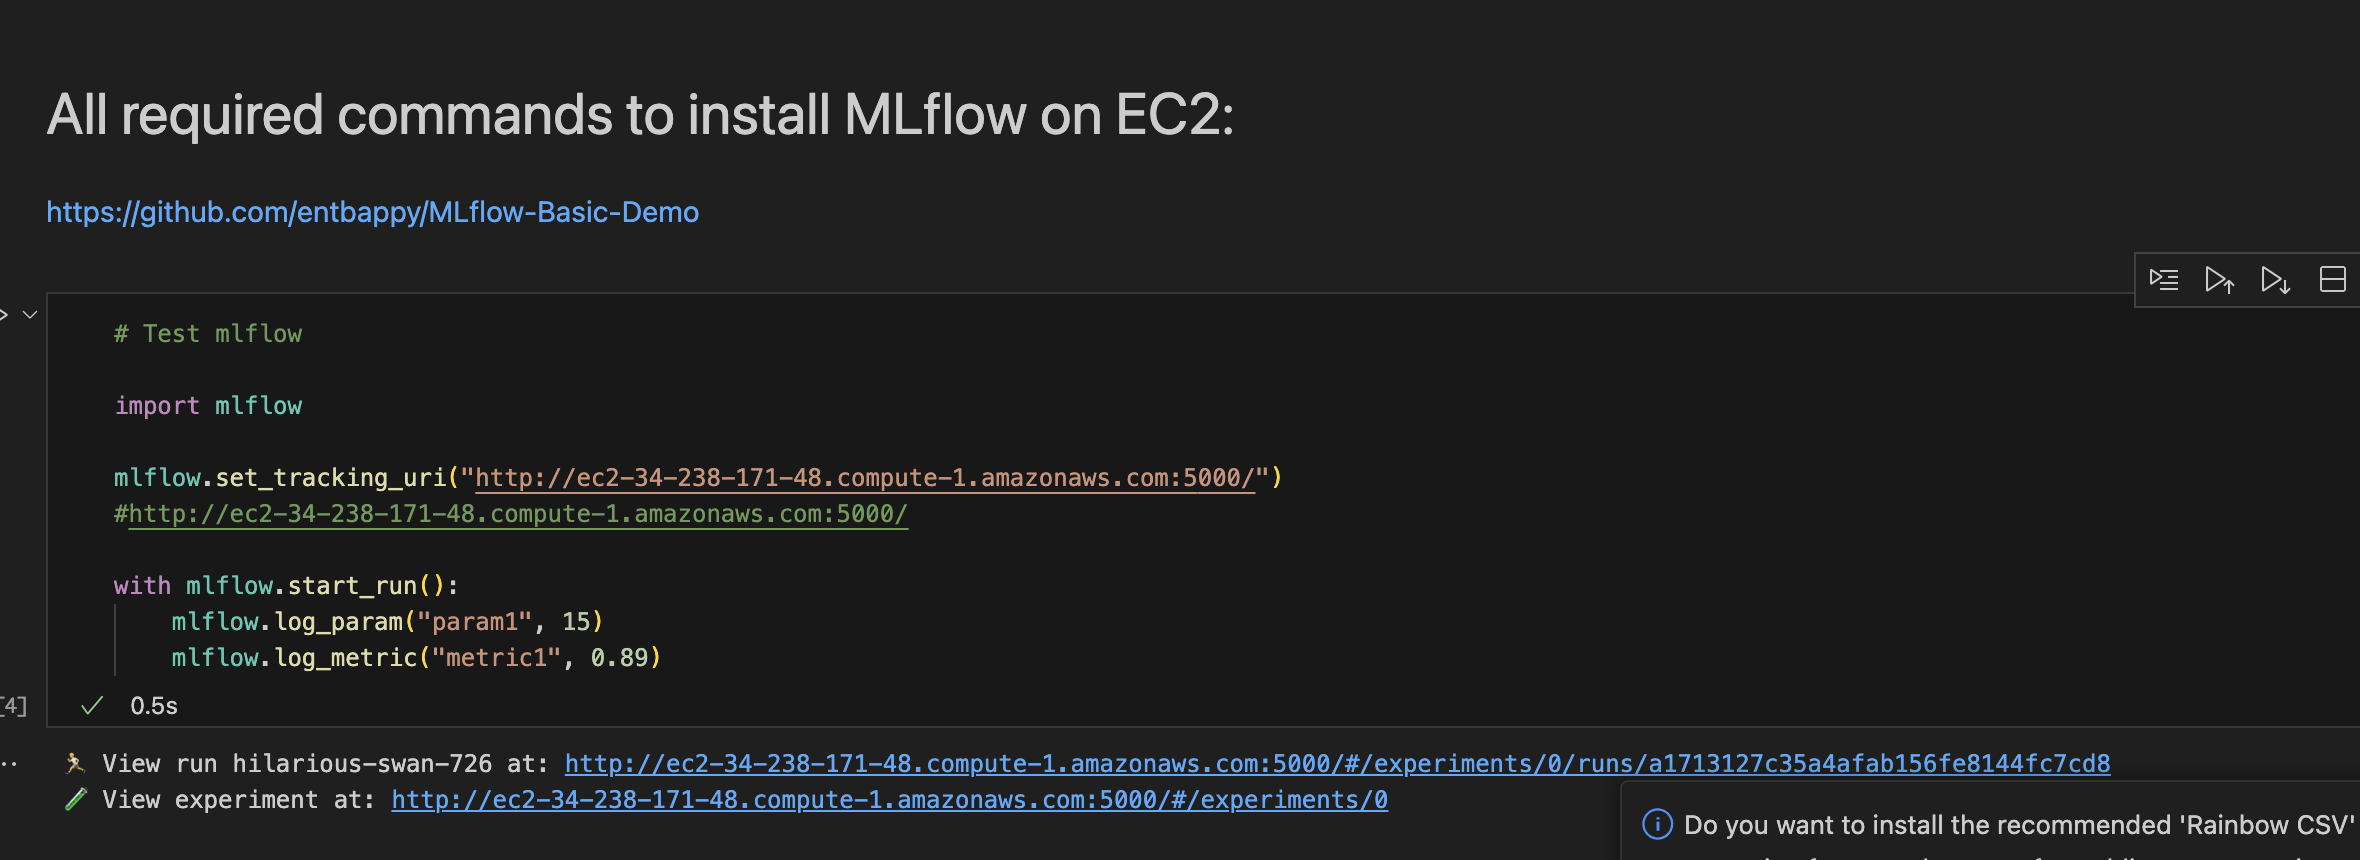 All required commands to install MLflow on EC2:
https://github.com/entbappy/MLflow-Basic-Demo
# Test mlflow
import mlflow
mlflow.set_tracking_uri("http://ec2-34-238-171-48.compute-1.amazonaws.com:5000/")
#http://ec2-34-238-171-48.compute-1.amazonaws.com:5000/
with mlflow.start_run():
    mlflow.log_param("param1", 15)
    mlflow.log_metric("metric1", 0.89)
[4] 0.5s
🏃 View run hilarious-swan-726 at: http://ec2-34-238-171-48.compute-1.amazonaws.com:5000/#/experiments/0/runs/a1713127c35a4afab156fe8144fc7cd8
🧪 View experiment at: http://ec2-34-238-171-48.compute-1.amazonaws.com:5000/#/experiments/0
Do you want to install the recommended 'Rainbow CSV'